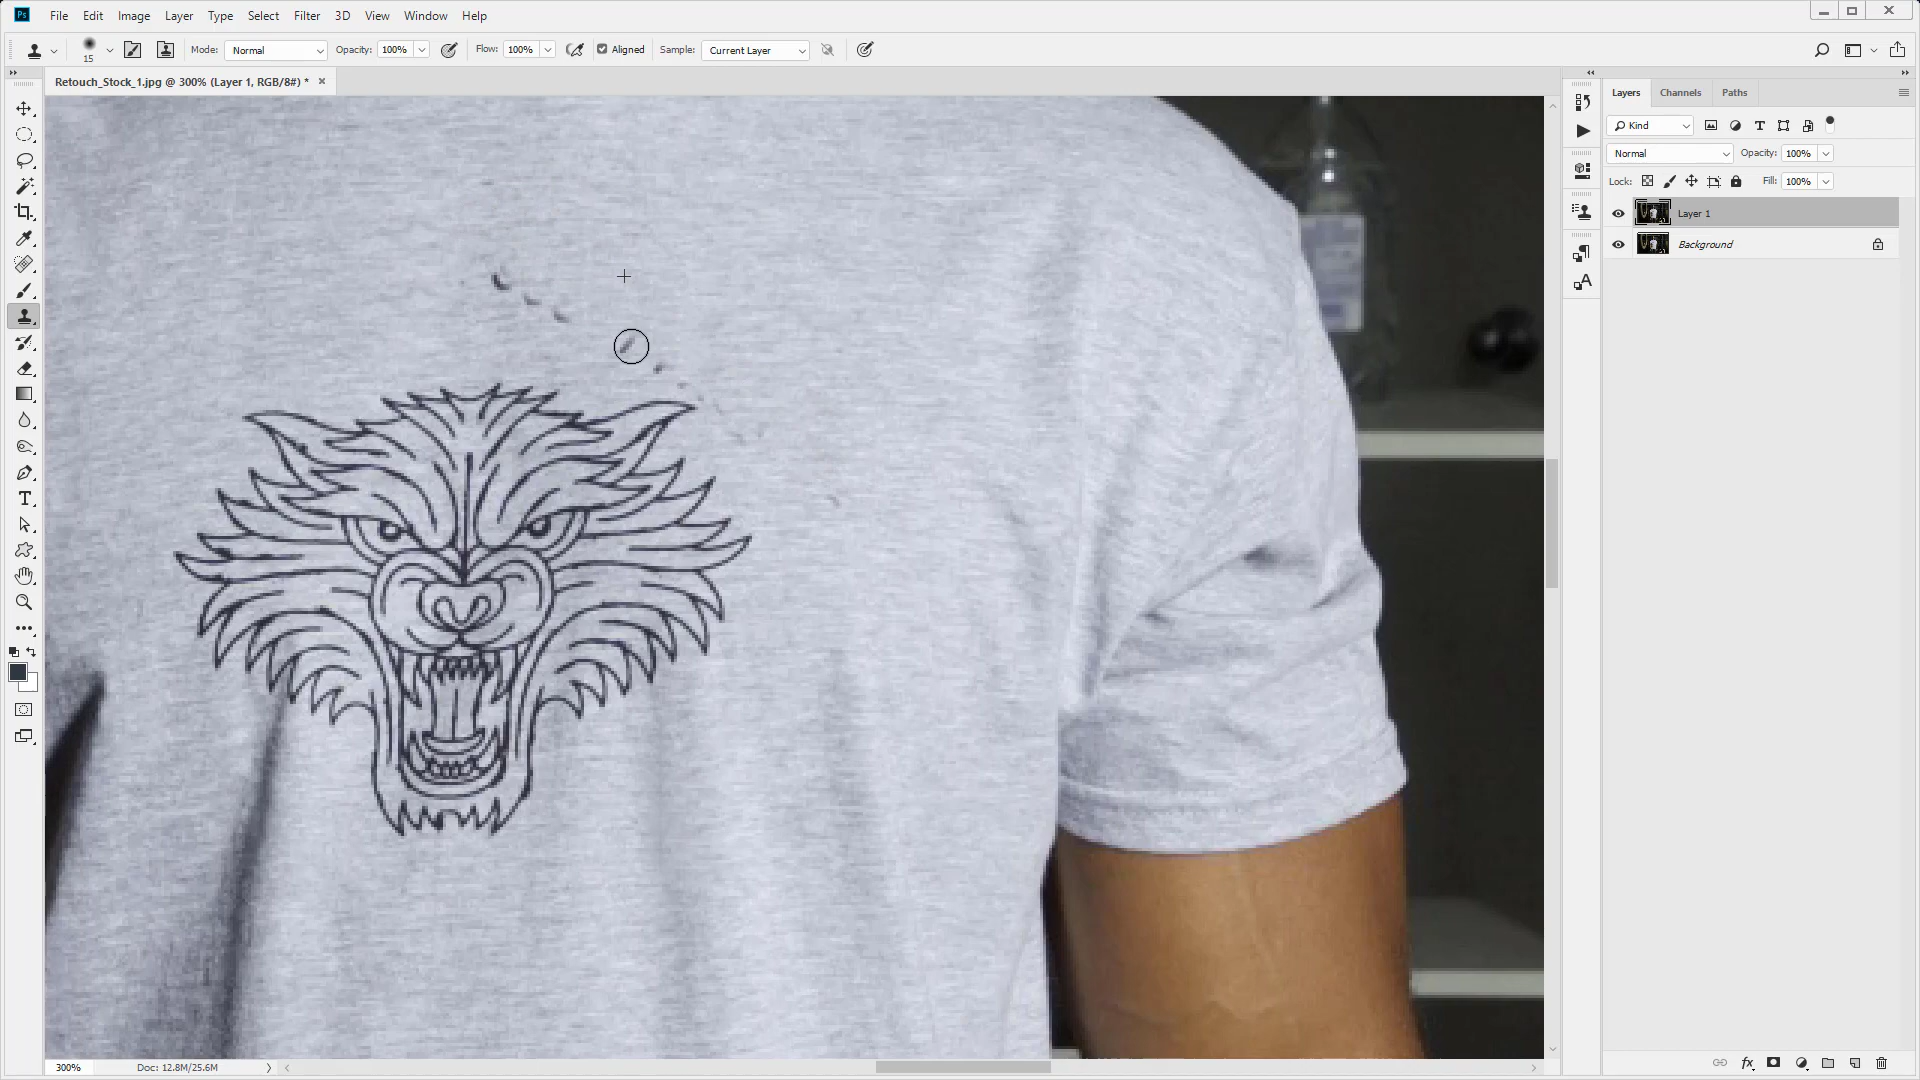 Ps File Edit Image Layer Type Select Filter 3D View Window Help
15 Mode: Normal Opacity: 100% Flow: 100% Aligned Sample: Current Layer
Retouch_Stock_1.jpg @ 300% (Layer 1, RGB/8#) *
Layers Channels Paths
Kind
Normal Opacity: 100%
Lock: Fill: 100%
Layer 1
Background
300% Doc: 12.8M/25.6M